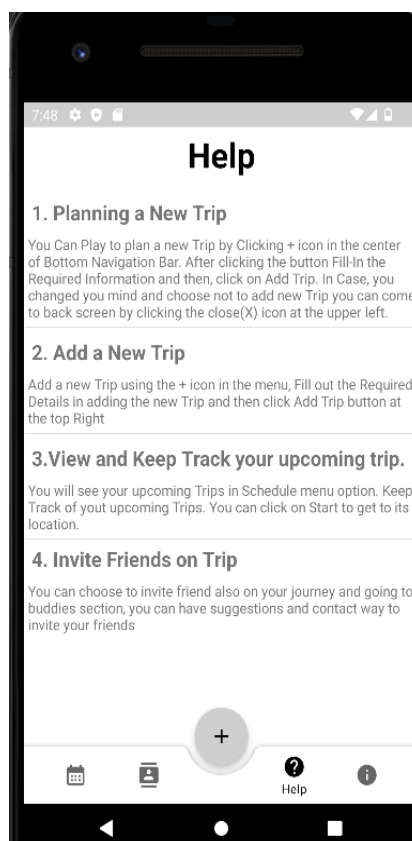 7:48
Help
1. Planning a New Trip
You Can Play to plan a new Trip by Clicking + icon in the center
of Bottom Navigation Bar. After clicking the button Fill-In the
Required Information and then, click on Add Trip. In Case, you
changed you mind and choose not to add new Trip you can come
to back screen by clicking the close(X) icon at the upper left.
2. Add a New Trip
Add a new Trip using the + icon in the menu, Fill out the Required
Details in adding the new Trip and then click Add Trip button at
the top Right
3.View and Keep Track your upcoming trip.
You will see your upcoming Trips in Schedule menu option. Keep
Track of yout upcoming Trips. You can click on Start to get to its
location.
4. Invite Friends on Trip
You can choose to invite friend also on your journey and going to
buddies section, you can have suggestions and contact way to
invite your friends
+
Help